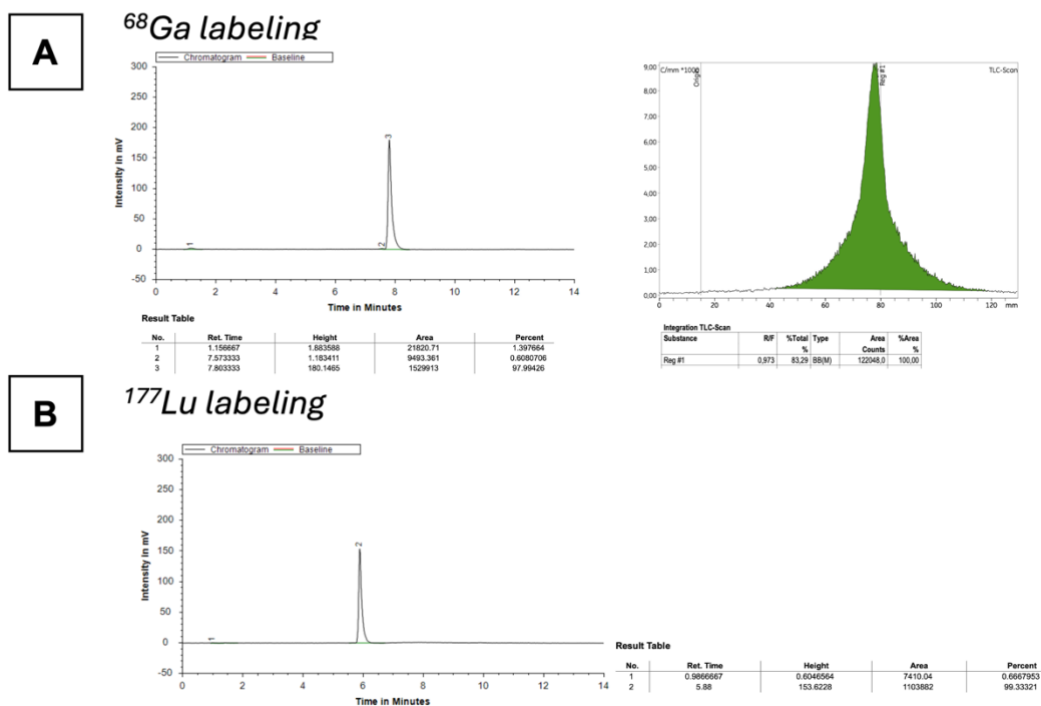 A
⁶⁸Ga labeling
Chromatogram Baseline
300
250
200
150
100
50
0
-50
Intensity in mV
1
2
3
0 2 4 6 8 10 12 14
Time in Minutes
Result Table
No. Ret. Time Height Area Percent
1 1.156667 1.883588 21820.71 1.397664
2 7.573333 1.183411 9493.361 0.6080706
3 7.803333 180.1465 1529913 97.99426
C/mm *1000
Origin
Reg #1
TLC-Scan
9,00
8,00
7,00
6,00
5,00
4,00
3,00
2,00
1,00
0,00
0 20 40 60 80 100 120 mm
Integration TLC-Scan
Substance R/F %Total Type Area %Area
% Counts %
Reg #1 0,973 83,29 BB(M) 122048,0 100,00
B
¹⁷⁷Lu labeling
Chromatogram Baseline
300
250
200
150
100
50
0
-50
Intensity in mV
1
2
0 2 4 6 8 10 12 14
Time in Minutes
Result Table
No. Ret. Time Height Area Percent
1 0.9866667 0.6046564 7410.04 0.6667953
2 5.88 153.6228 1103882 99.33321